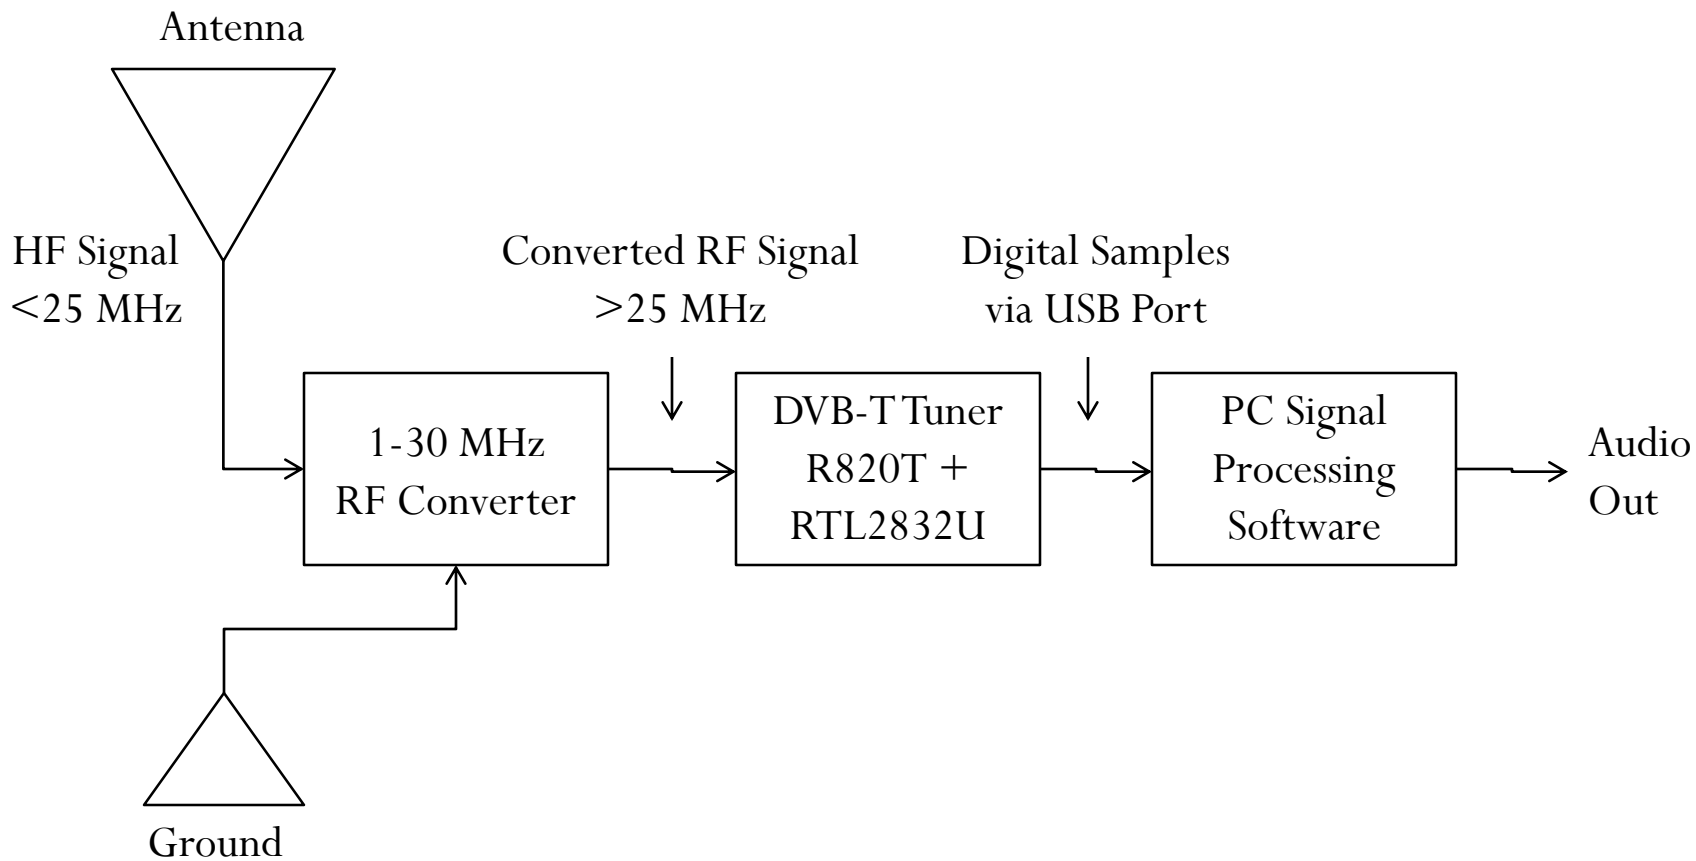 Antenna
HF Signal
<25 MHz
Converted RF Signal
>25 MHz
Digital Samples
via USB Port
1-30 MHz
RF Converter
DVB-T Tuner
R820T +
RTL2832U
PC Signal
Processing
Software
Audio
Out
Ground